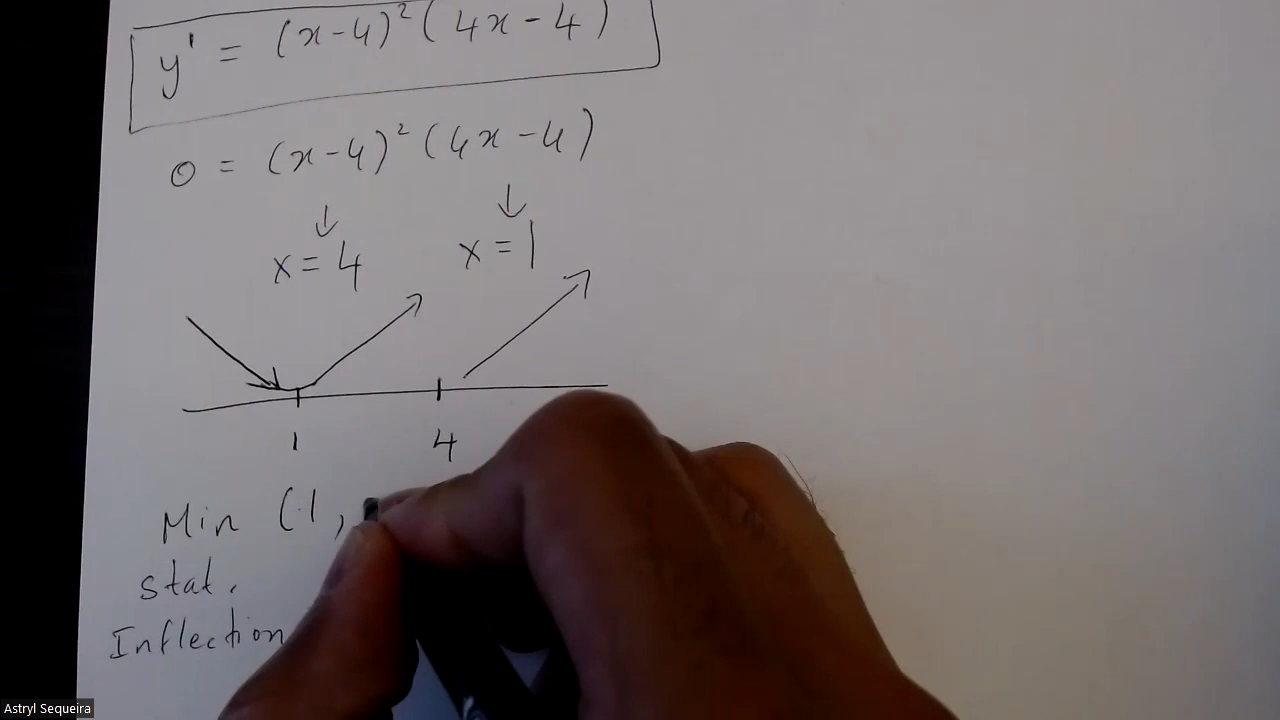 y' = (x-4)²(4x-4)
0 = (x-4)²(4x-4)
↓ ↓
x = 4 x = 1
1 4
Min (1,
stat.
Inflection
Astryl Sequeira